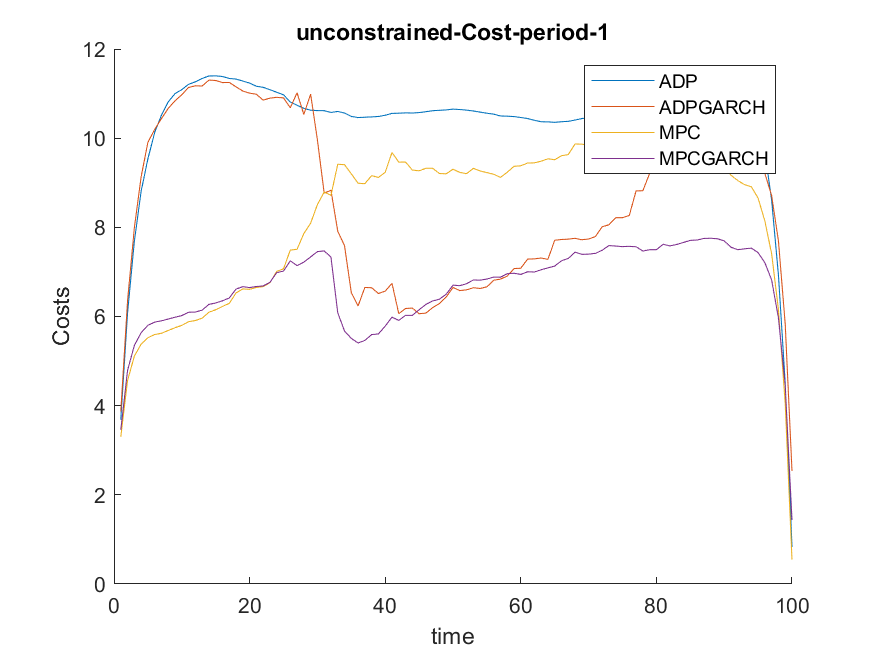 unconstrained-Cost-period-1
12
10
8
6
4
2
0
Costs
ADP
ADPGARCH
MPC
MPCGARCH
0 20 40 60 80 100
time